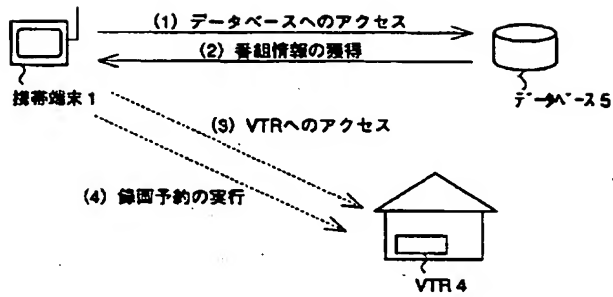 (1) データベースへのアクセス
(2) 番組情報の獲得
携帯端末 1
データベース 5
(3) VTRへのアクセス
(4) 録画予約の実行
VTR 4